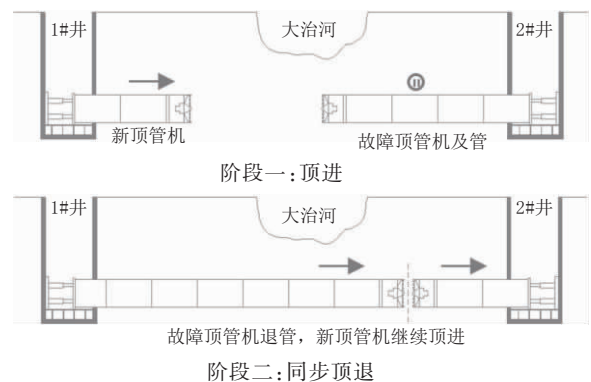 1#井 大治河 2#井
新顶管机 故障顶管机及管
阶段一:顶进
1#井 大治河 2#井
故障顶管机退管，新顶管机继续顶进
阶段二:同步顶退